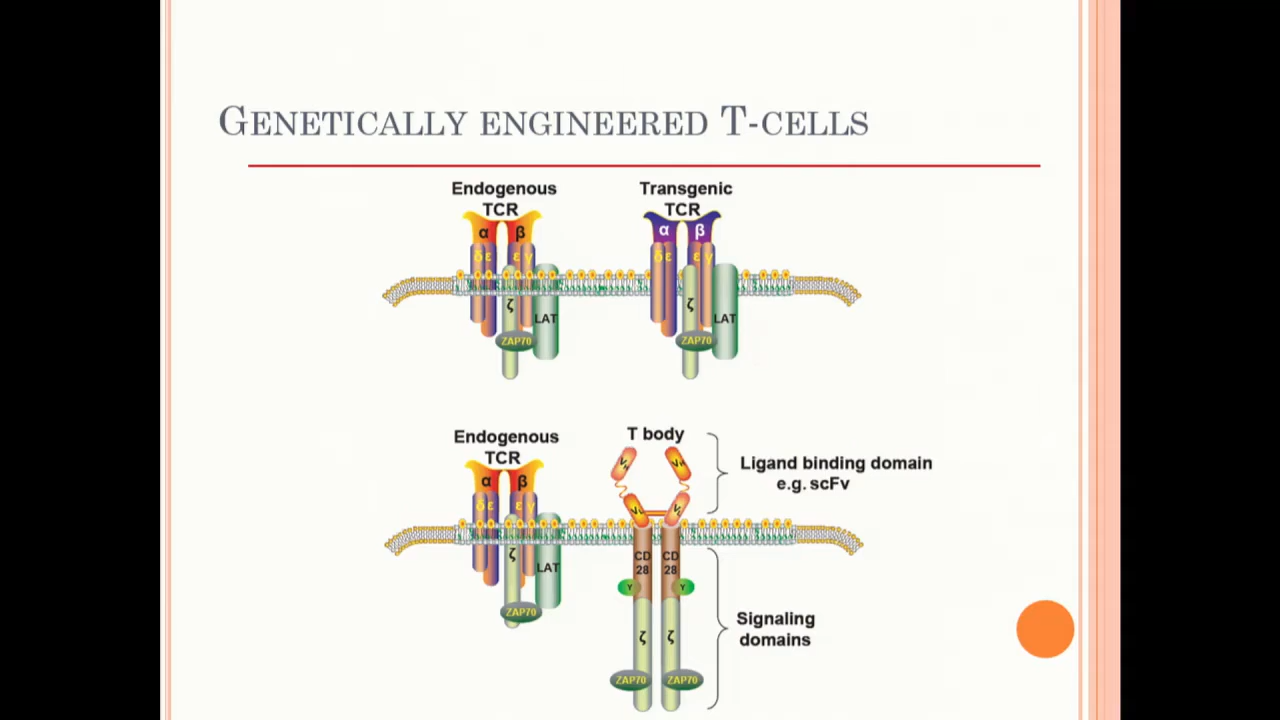 GENETICALLY ENGINEERED T-CELLS
Endogenous
TCR
α β
δ ε ε γ
ζ
LAT
ZAP70
Transgenic
TCR
α β
δ ε ε γ
ζ
LAT
ZAP70
Endogenous
TCR
α β
δ ε ε γ
ζ
LAT
ZAP70
T body
VH VH
VL VL
CD
28
CD
28
Y Y
ζ ζ
ZAP70 ZAP70
Ligand binding domain
e.g. scFv
Signaling
domains